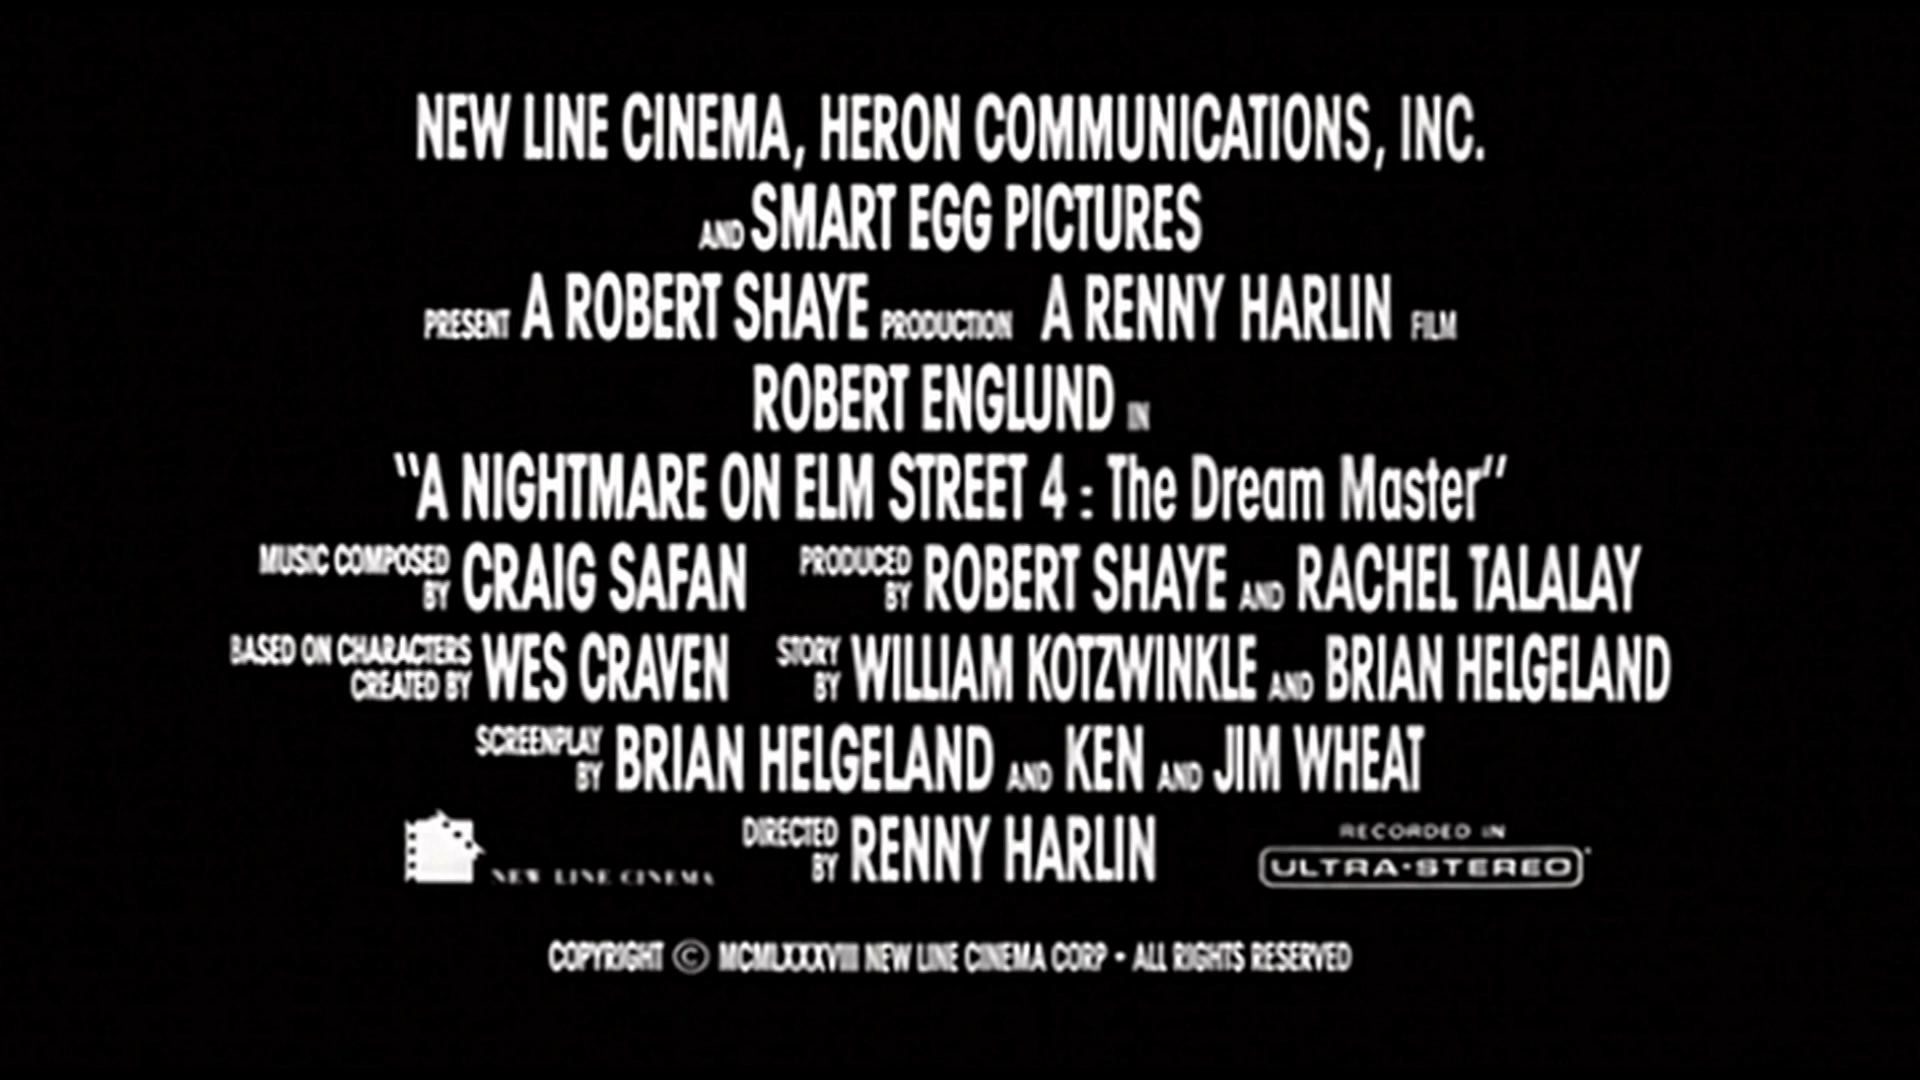 NEW LINE CINEMA, HERON COMMUNICATIONS, INC.
AND SMART EGG PICTURES
PRESENT A ROBERT SHAYE PRODUCTION A RENNY HARLIN FILM
ROBERT ENGLUND IN
"A NIGHTMARE ON ELM STREET 4 : The Dream Master"
MUSIC COMPOSED BY CRAIG SAFAN PRODUCED BY ROBERT SHAYE AND RACHEL TALALAY
BASED ON CHARACTERS CREATED BY WES CRAVEN STORY BY WILLIAM KOTZWINKLE AND BRIAN HELGELAND
SCREENPLAY BY BRIAN HELGELAND AND KEN AND JIM WHEAT
NEW LINE CINEMA DIRECTED BY RENNY HARLIN RECORDED IN ULTRA·STEREO
COPYRIGHT © MCMLXXXVIII NEW LINE CINEMA CORP • ALL RIGHTS RESERVED